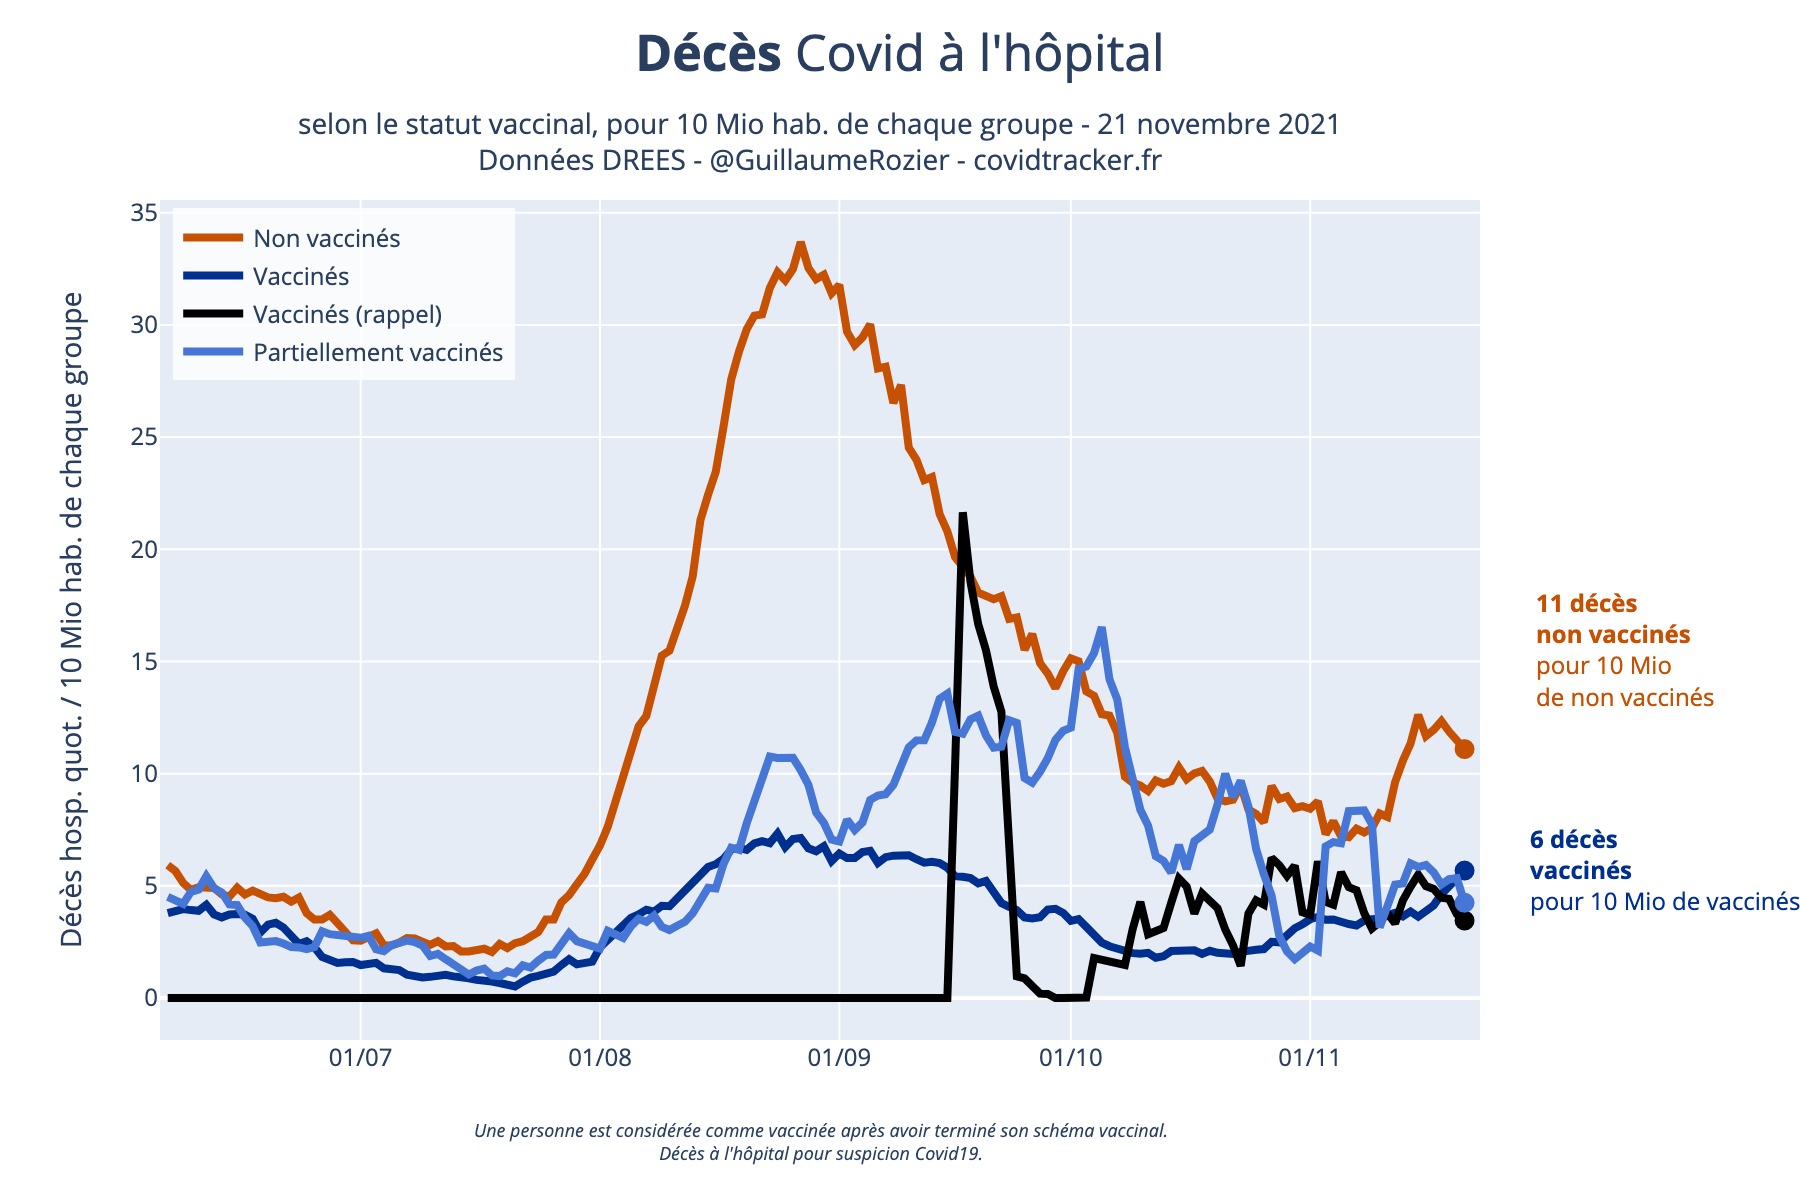 Décès Covid à l'hôpital
selon le statut vaccinal, pour 10 Mio hab. de chaque groupe - 21 novembre 2021
Données DREES - @GuillaumeRozier - covidtracker.fr
Décès hosp. quot. / 10 Mio hab. de chaque groupe
35
30
25
20
15
10
5
0
Non vaccinés
Vaccinés
Vaccinés (rappel)
Partiellement vaccinés
11 décès
non vaccinés
pour 10 Mio
de non vaccinés
6 décès
vaccinés
pour 10 Mio de vaccinés
01/07
01/08
01/09
01/10
01/11
Une personne est considérée comme vaccinée après avoir terminé son schéma vaccinal.
Décès à l'hôpital pour suspicion Covid19.